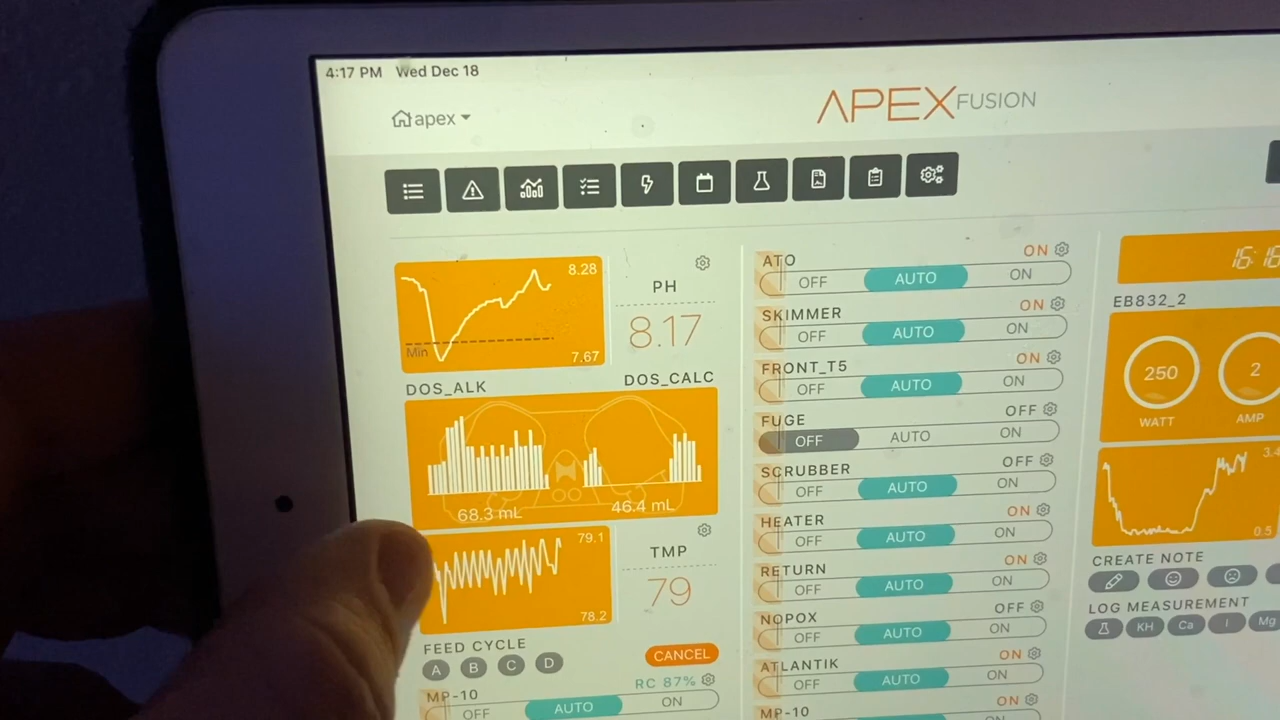 4:17 PM Wed Dec 18
apex
APEX FUSION
8.28
Min
7.67
PH
8.17
DOS_ALK
DOS_CALC
68.3 mL
46.4 mL
79.1
78.2
TMP
79
FEED CYCLE
A B C D
CANCEL
RC 87%
MP-10
OFF AUTO ON
ATO ON
OFF AUTO ON
SKIMMER ON
OFF AUTO ON
FRONT_T5 ON
OFF AUTO ON
FUGE OFF
OFF AUTO ON
SCRUBBER OFF
OFF AUTO ON
HEATER ON
OFF AUTO ON
RETURN ON
OFF AUTO ON
NOPOX OFF
OFF AUTO ON
ATLANTIK ON
OFF AUTO ON
MP-10 ON
EB832_2
250
WATT
2
AMP
0.5
CREATE NOTE
LOG MEASUREMENT
KH Ca I Mg